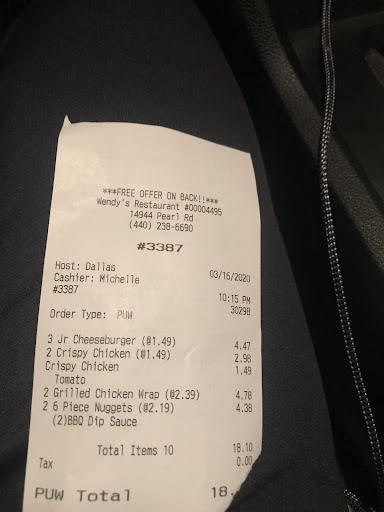 ***FREE OFFER ON BACK!!***
Wendy's Restaurant #00004495
14944 Pearl Rd
(440) 238-6690
#3387
Host: Dallas 03/16/2020
Cashier: Michelle
#3387 10:15 PM
Order Type: PUW 30298
3 Jr Cheeseburger (@1.49) 4.47
2 Crispy Chicken (@1.49) 2.98
Crispy Chicken 1.49
Tomato
2 Grilled Chicken Wrap (@2.39) 4.78
2 6 Piece Nuggets (@2.19) 4.38
(2)BBQ Dip Sauce
Total Items 10 18.10
Tax 0.00
PUW Total 18.